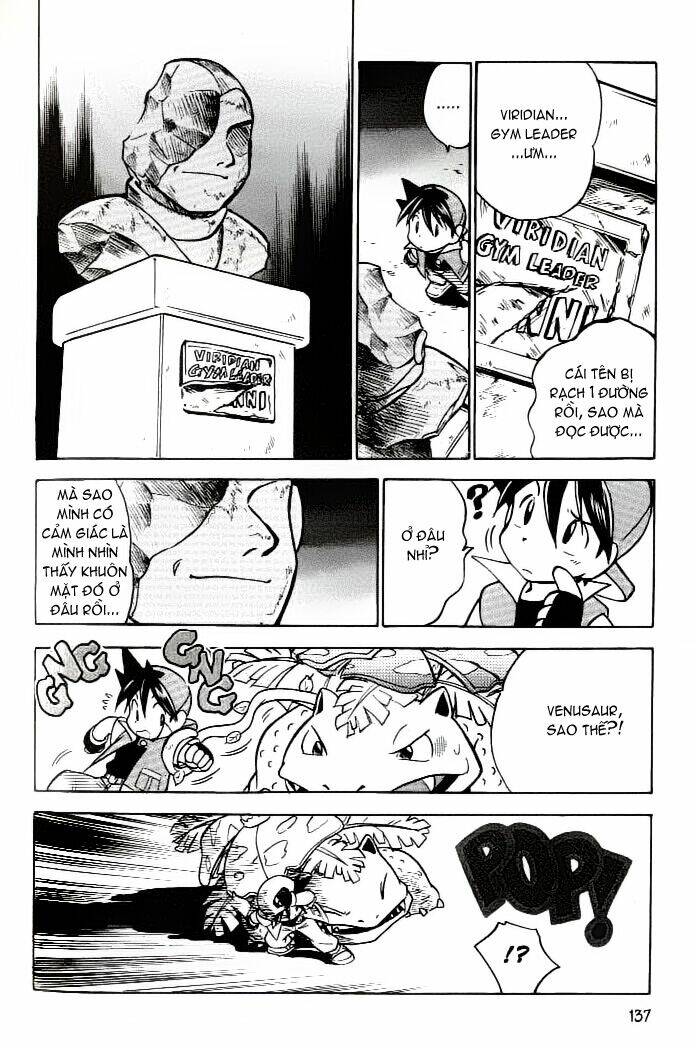 VIRIDIAN...
GYM LEADER
...ƯM...
.....
VIRIDIAN
GYM LEADER
NNI
CÁI TÊN BỊ
RẠCH 1 ĐƯỜNG
RỒI, SAO MÀ
ĐỌC ĐƯỢC...
VIRIDIAN
GYM LEADER
NNI
?
Ở ĐÂU
NHỈ?
MÀ SAO
MÌNH CÓ
CẢM GIÁC LÀ
MÌNH NHÌN
THẤY KHUÔN
MẶT ĐÓ Ở
ĐÂU RỒI...
VENUSAUR,
SAO THẾ?!
GNG
GNG
POP!
!?
137